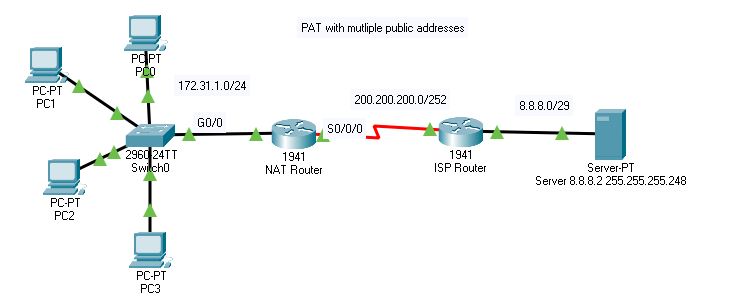 PAT with mutliple public addresses
PC-PT
PC0
PC-PT
PC1
172.31.1.0/24
200.200.200.0/252
8.8.8.0/29
G0/0
S0/0/0
2960-24TT
Switch0
1941
NAT Router
1941
ISP Router
Server-PT
Server 8.8.8.2 255.255.255.248
PC-PT
PC2
PC-PT
PC3